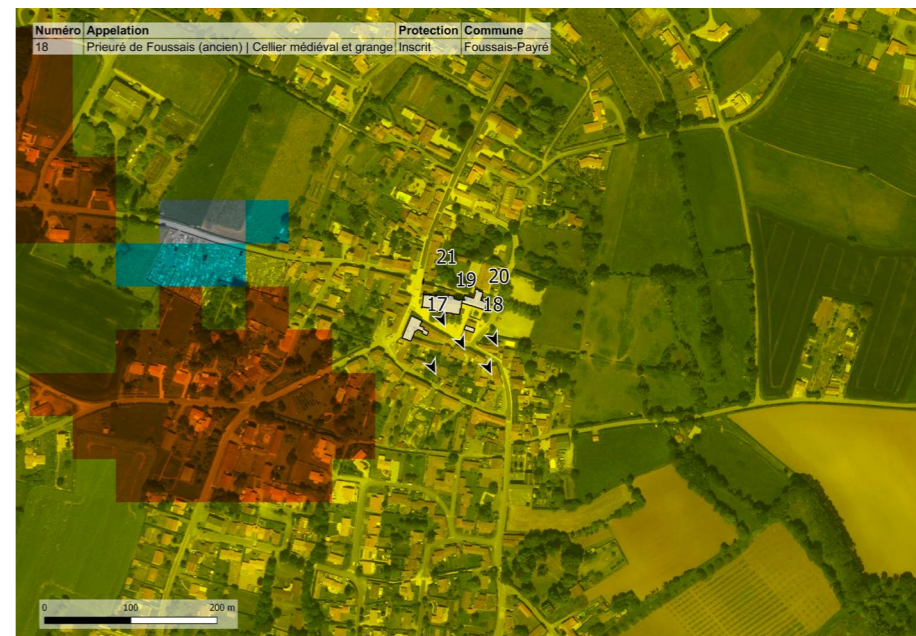 Numéro Appelation Protection Commune
18 Prieuré de Foussais (ancien) | Cellier médiéval et grange Inscrit Foussais-Payré
21
19 20
17 18
0 100 200 m